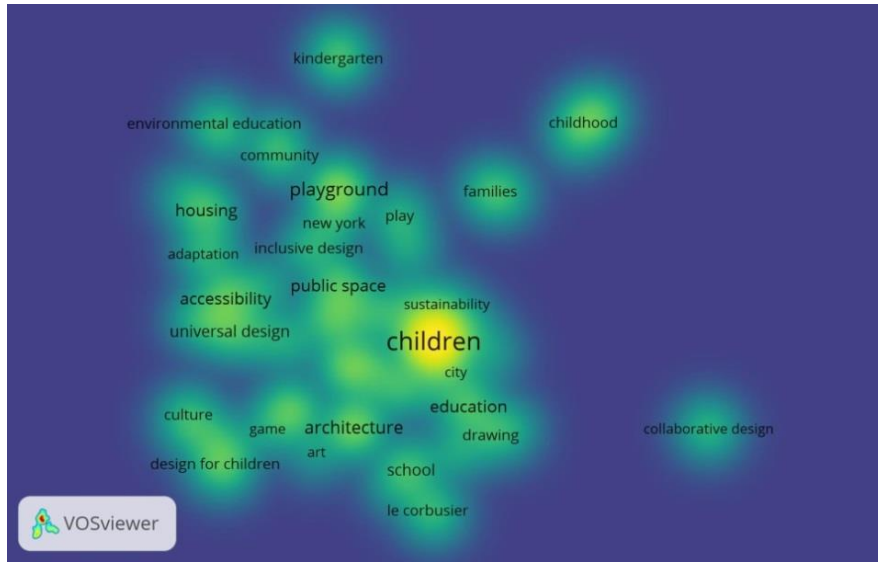 kindergarten
childhood
environmental education
community
playground
families
housing
new york
play
adaptation
inclusive design
public space
accessibility
sustainability
universal design
children
city
education
culture
game
architecture
drawing
collaborative design
art
design for children
school
le corbusier
VOSviewer